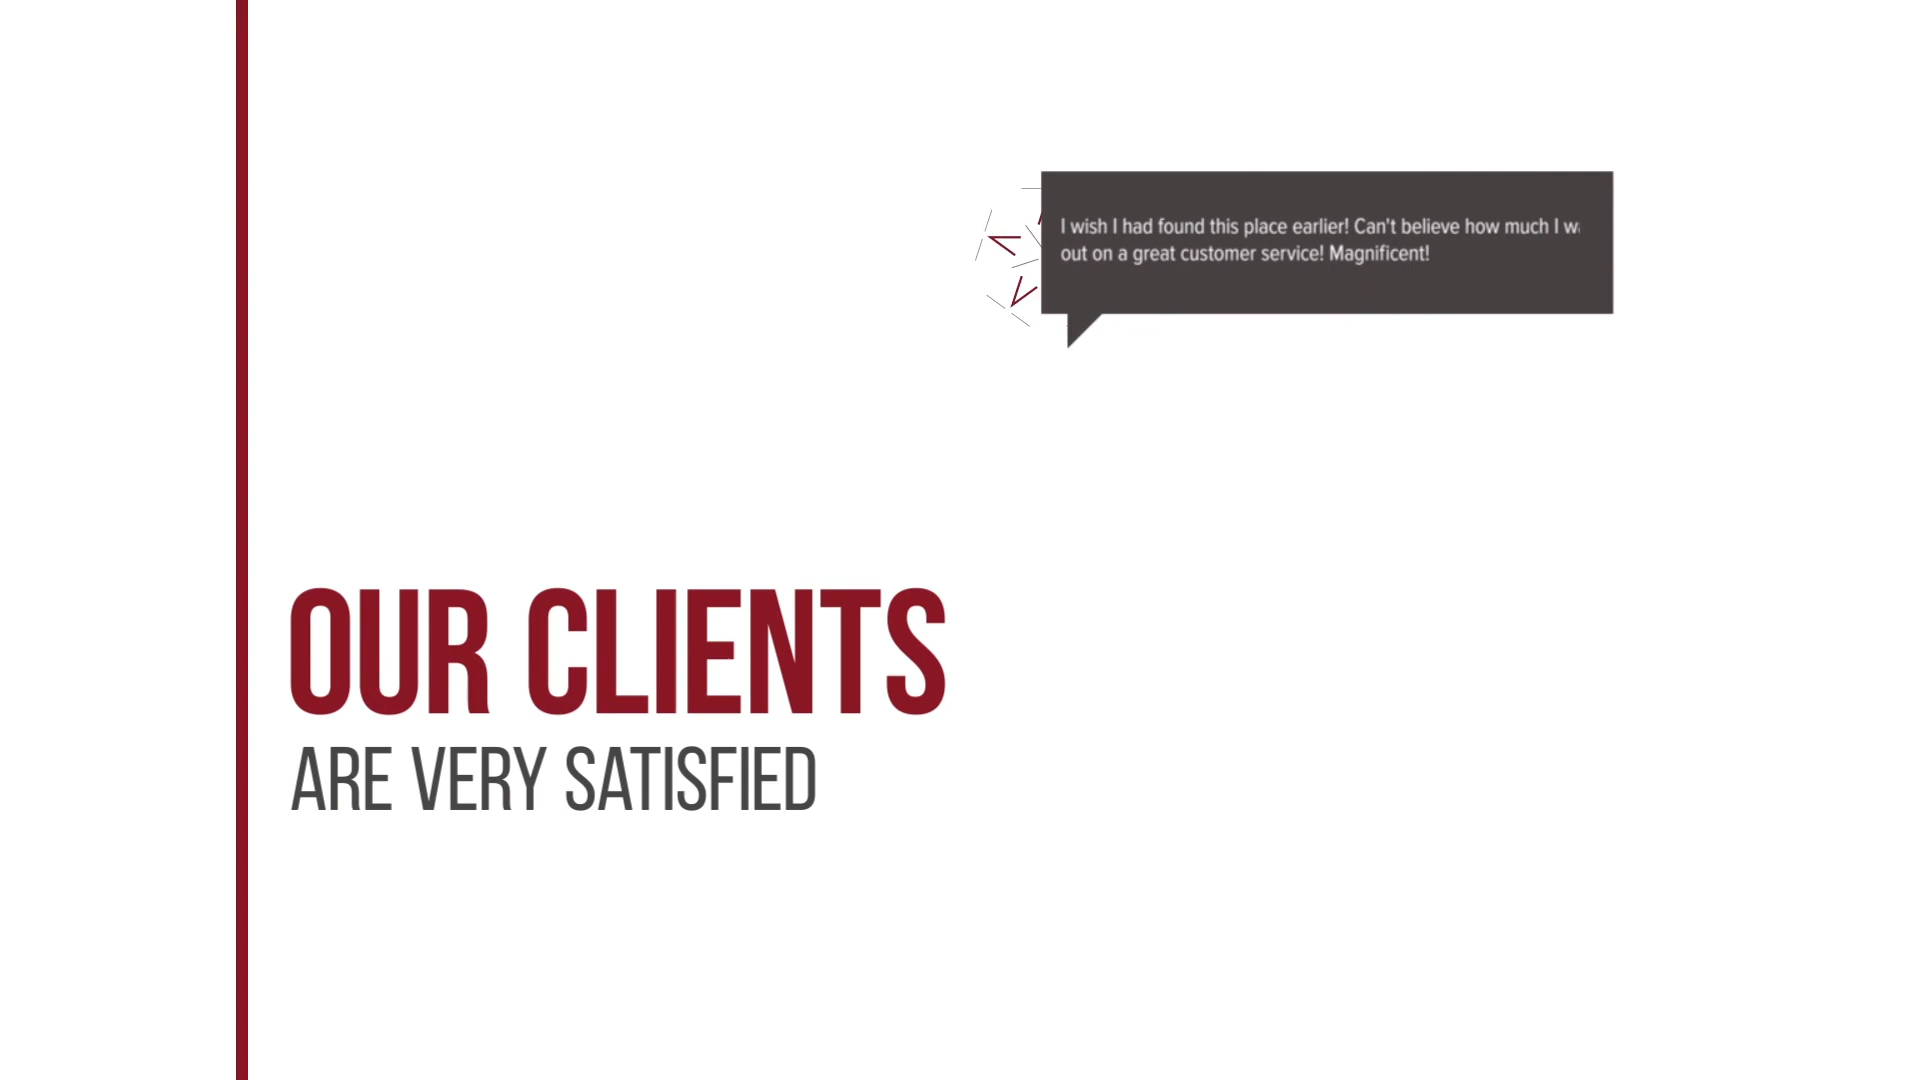 I wish I had found this place earlier! Can't believe how much I
out on a great customer service! Magnificent!
OUR CLIENTS
ARE VERY SATISFIED